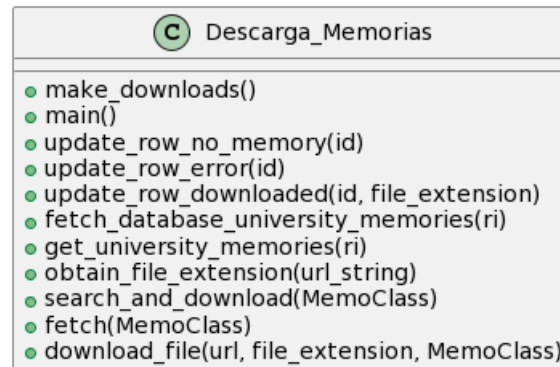 C Descarga_Memorias
make_downloads()
main()
update_row_no_memory(id)
update_row_error(id)
update_row_downloaded(id, file_extension)
fetch_database_university_memories(ri)
get_university_memories(ri)
obtain_file_extension(url_string)
search_and_download(MemoClass)
fetch(MemoClass)
download_file(url, file_extension, MemoClass)